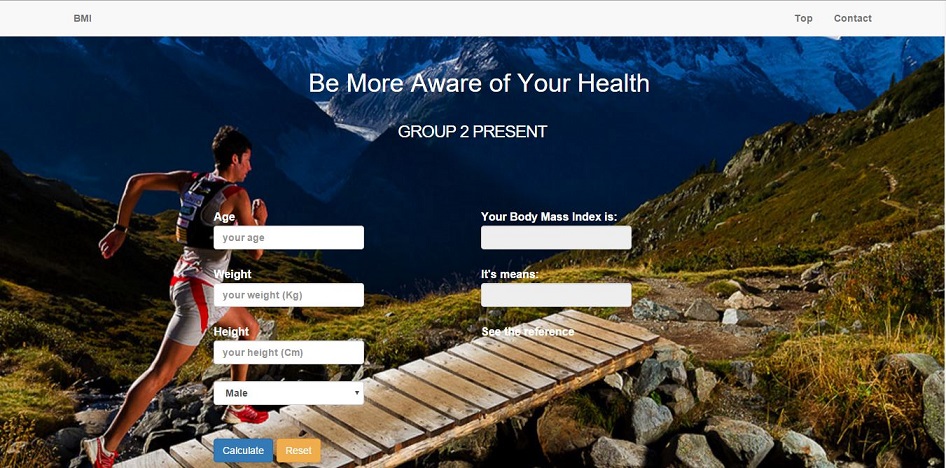 BMI
Top
Contact
Be More Aware of Your Health
GROUP 2 PRESENT
Age
your age
Weight
your weight (Kg)
Height
your height (Cm)
Male
Calculate
Reset
Your Body Mass Index is:
It's means:
See the reference